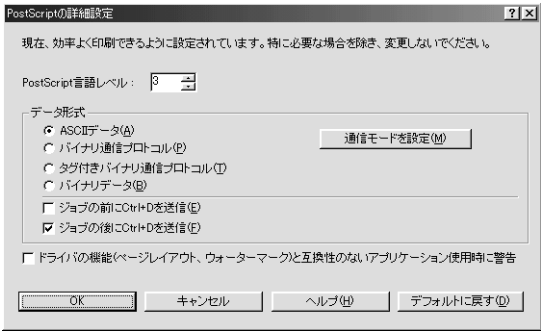 PostScriptの詳細設定
現在、効率よく印刷できるように設定されています。特に必要な場合を除き、変更しないでください。
PostScript言語レベル： 3
データ形式
ASCIIデータ(A)
通信モードを設定(M)
バイナリ通信プロトコル(P)
タグ付きバイナリ通信プロトコル(T)
バイナリデータ(B)
ジョブの前にCtrl+Dを送信(E)
ジョブの後にCtrl+Dを送信(F)
ドライバの機能(ページレイアウト、ウォーターマーク)と互換性のないアプリケーション使用時に警告
OK キャンセル ヘルプ(H) デフォルトに戻す(D)